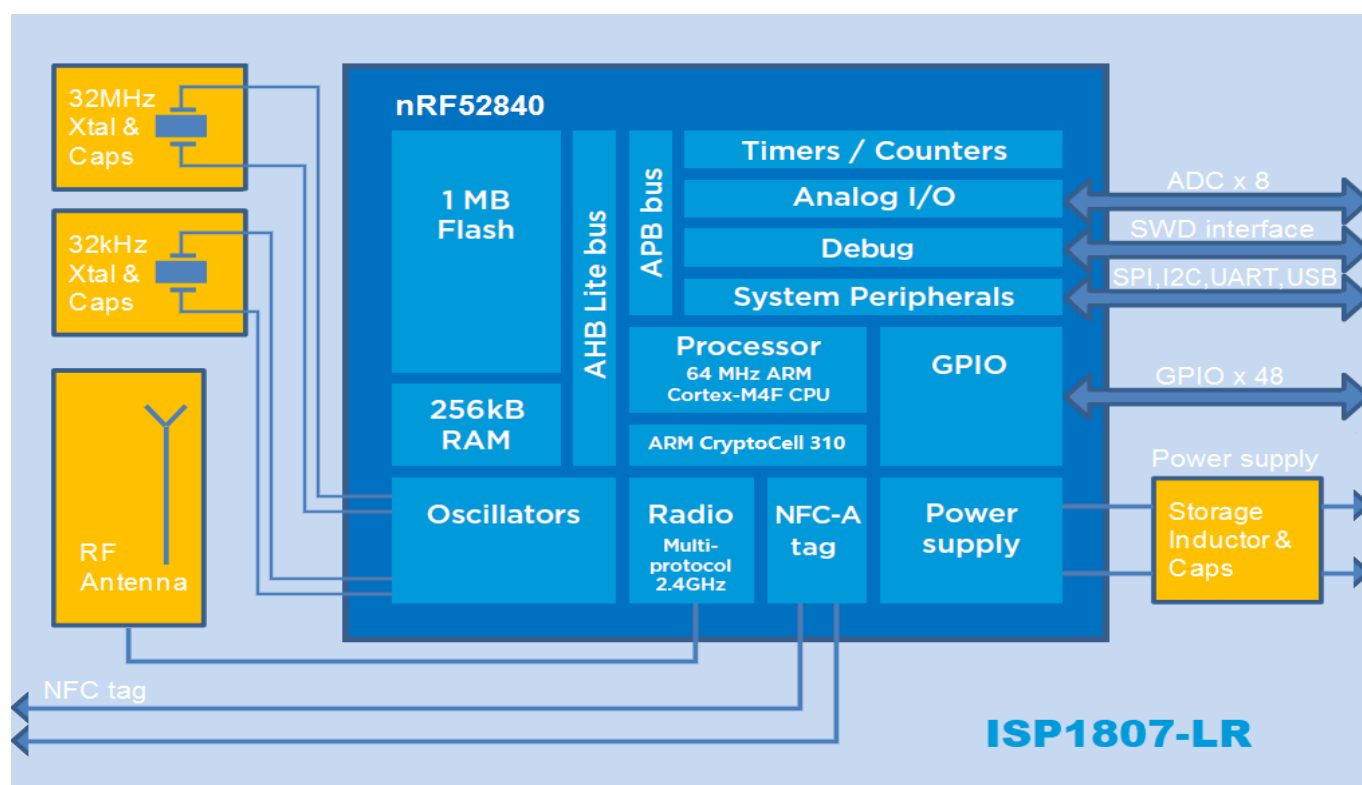 32MHz
Xtal &
Caps
32kHz
Xtal &
Caps
RF
Antenna
NFC tag
nRF52840
1 MB
Flash
256kB
RAM
AHB Lite bus
APB bus
Timers / Counters
Analog I/O
Debug
System Peripherals
Processor
64 MHz ARM
Cortex-M4F CPU
ARM CryptoCell 310
GPIO
Oscillators
Radio
Multi-
protocol
2.4GHz
NFC-A
tag
Power
supply
ADC x 8
SWD interface
SPI,I2C,UART,USB
GPIO x 48
Power supply
Storage
Inductor &
Caps
ISP1807-LR